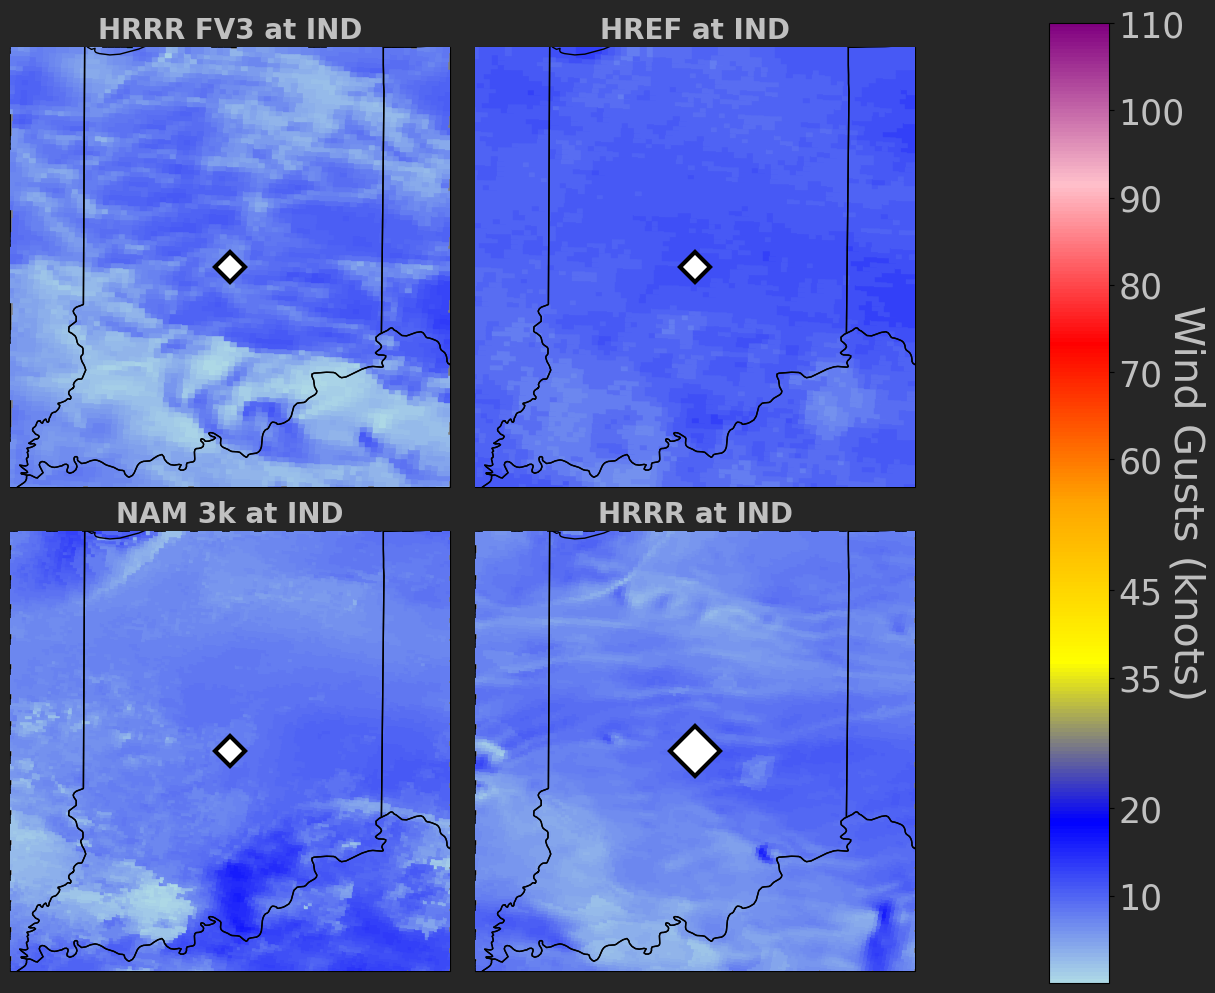 HRRR FV3 at IND
HREF at IND
NAM 3k at IND
HRRR at IND
110
100
90
80
70
60
45
35
20
10
Wind Gusts (knots)